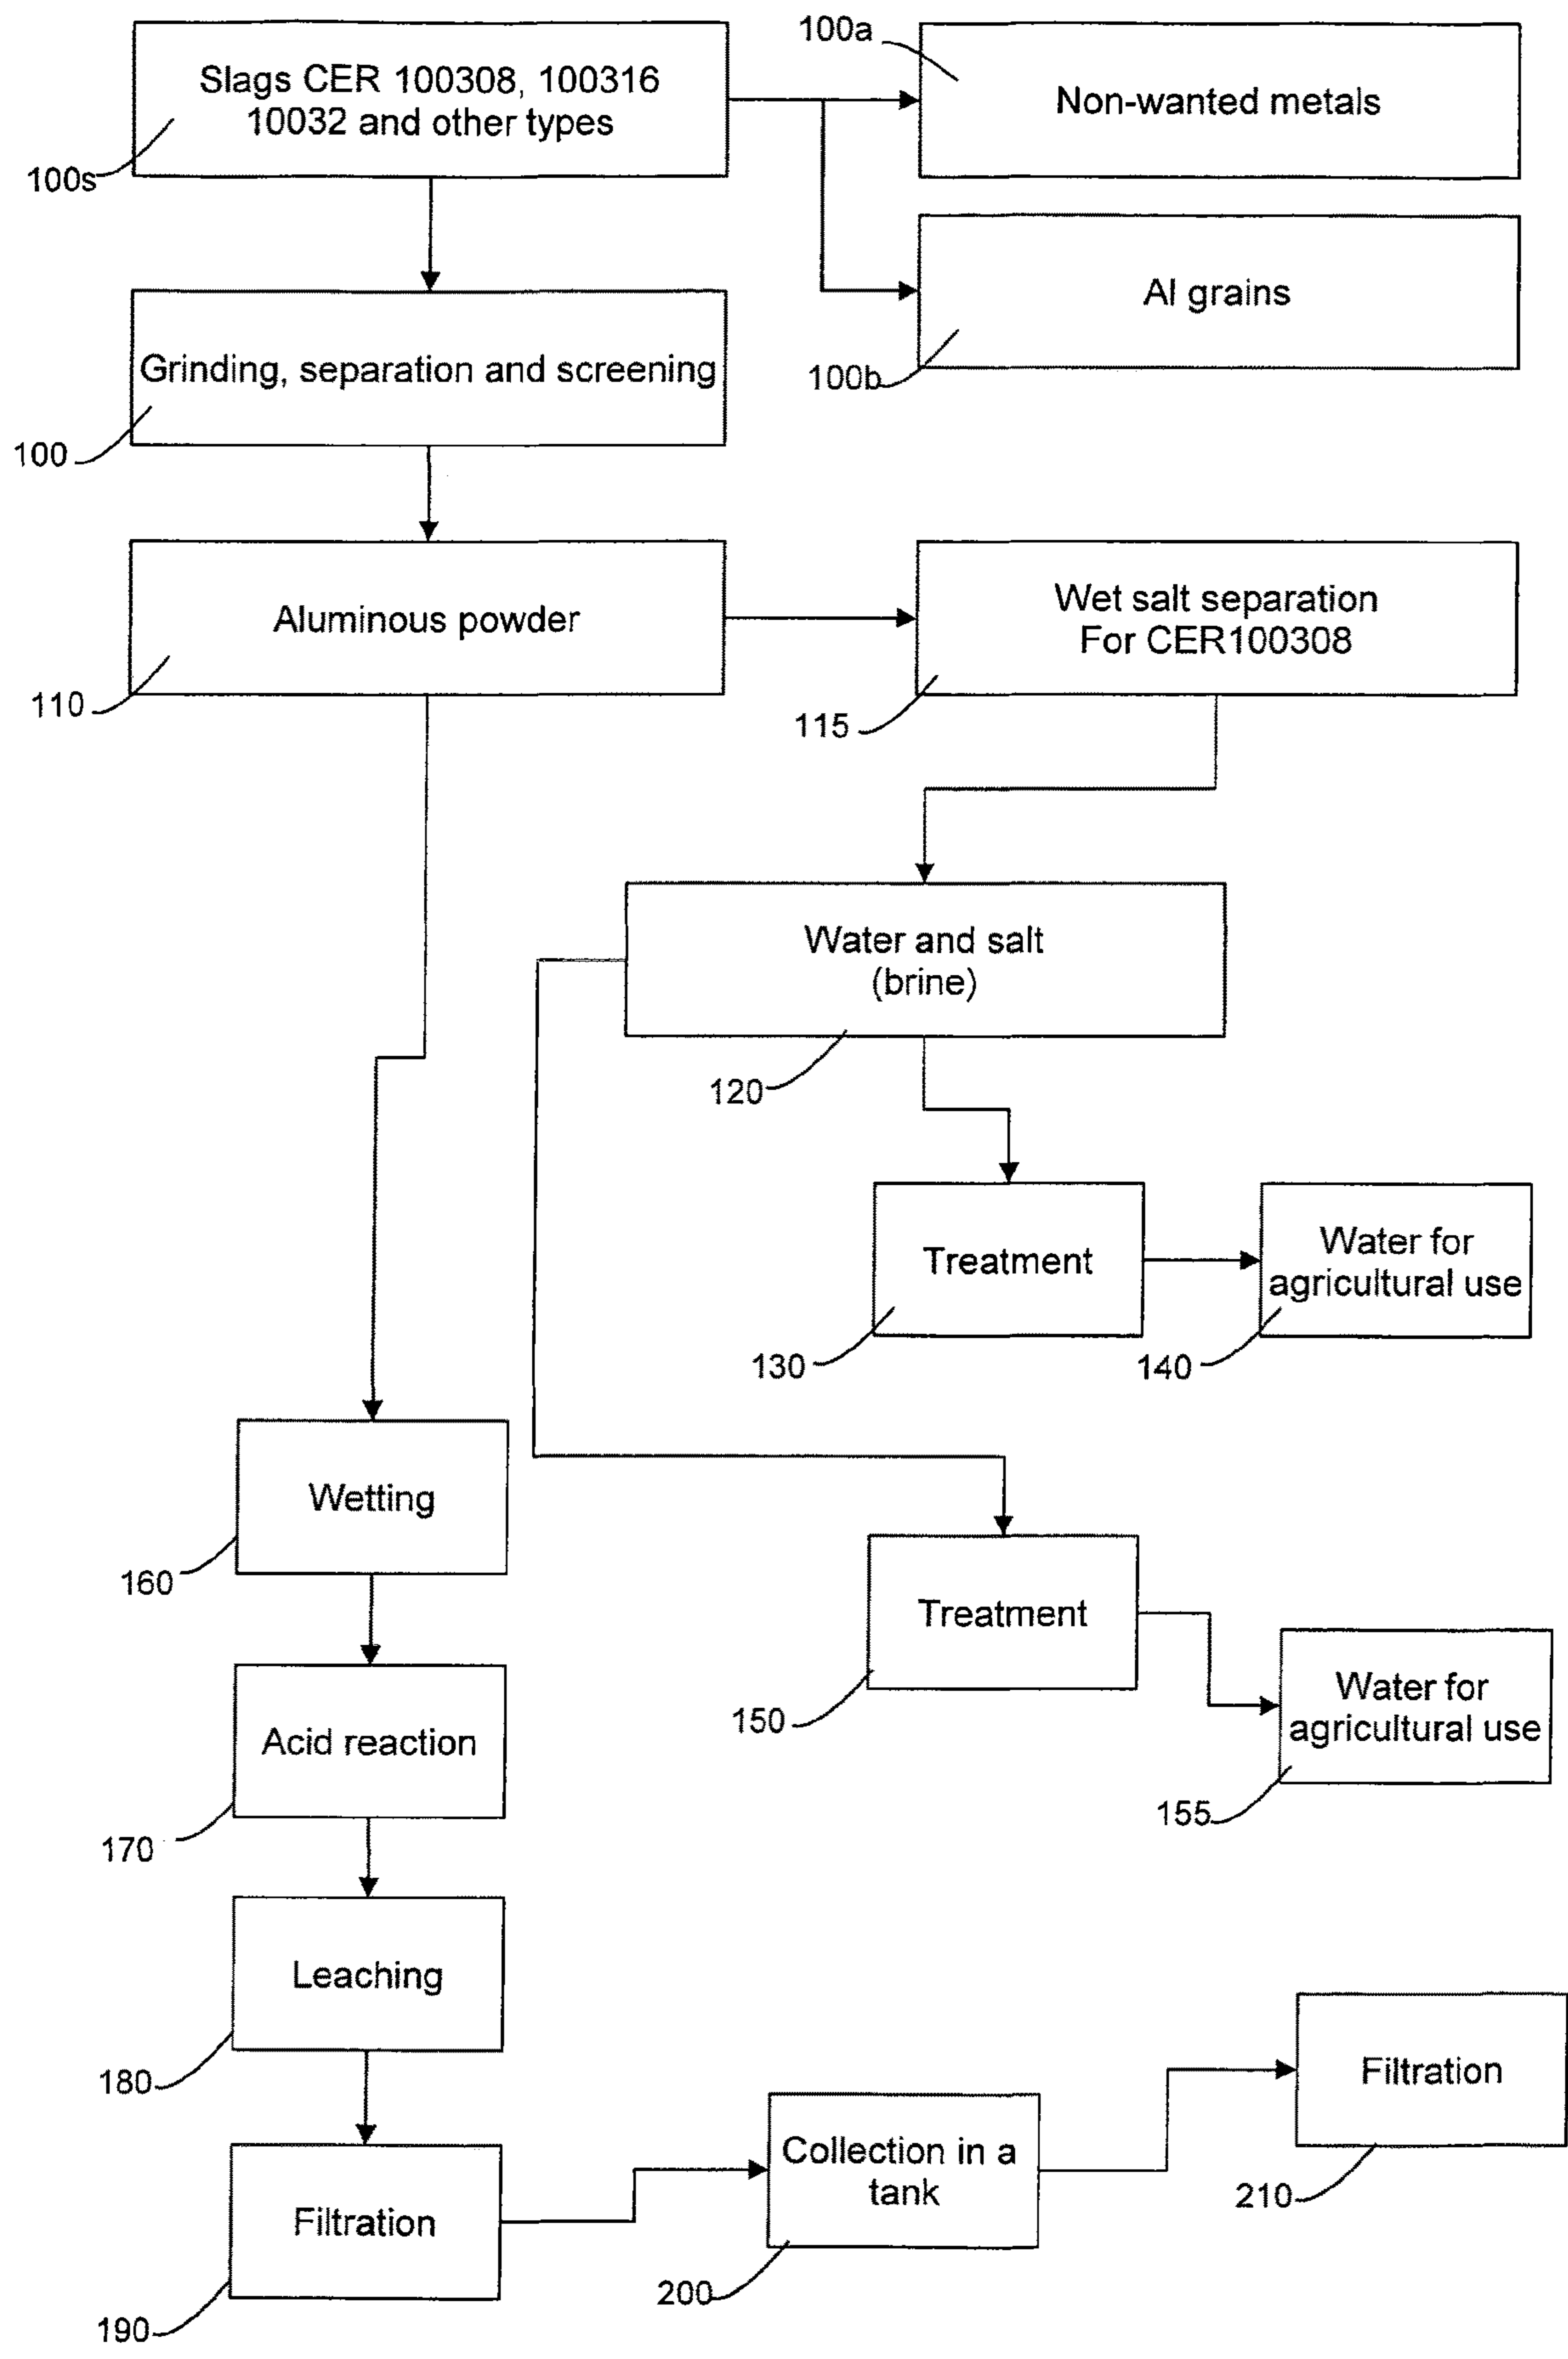 100a
Slags CER 100308, 100316
10032 and other types
Non-wanted metals
100s
Al grains
100b
Grinding, separation and screening
100
Aluminous powder
Wet salt separation
For CER100308
110
115
Water and salt
(brine)
120
Treatment
Water for
agricultural use
130
140
Wetting
160
Treatment
150
Water for
agricultural use
155
Acid reaction
170
Leaching
180
Filtration
210
Collection in a
tank
200
Filtration
190